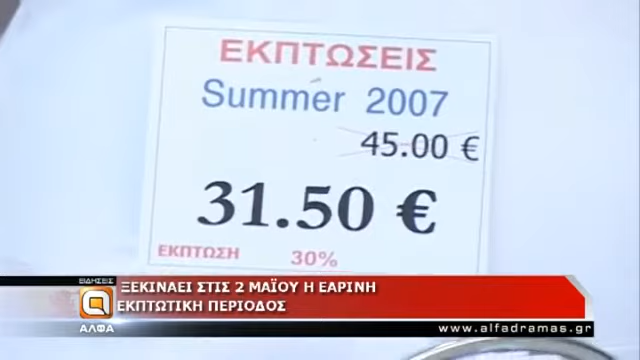 ΕΚΠΤΩΣΕΙΣ
Summer 2007
45.00 €
31.50 €
ΕΚΠΤΩΣΗ 30%
ΕΙΔΗΣΕΙΣ
ΞΕΚΙΝΑΕΙ ΣΤΙΣ 2 ΜΑΪΟΥ Η ΕΑΡΙΝΗ
ΕΚΠΤΩΤΙΚΗ ΠΕΡΙΟΔΟΣ
ΑΛΦΑ
www.alfadramas.gr